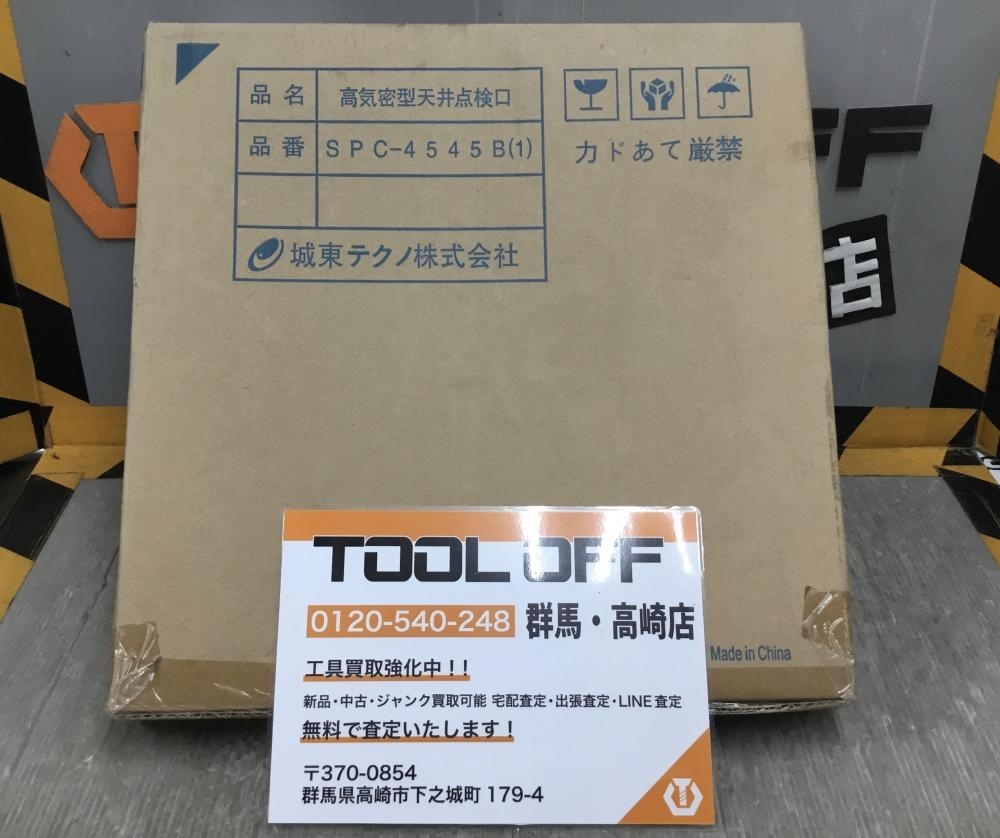 品名 高気密型天井点検口
品番 SPC-4545B(1)
城東テクノ株式会社
カドあて厳禁
FF
店
Made in China
TOOL OFF
0120-540-248 群馬・高崎店
工具買取強化中!!
新品・中古・ジャンク買取可能 宅配査定・出張査定・LINE査定
無料で査定いたします!
〒370-0854
群馬県高崎市下之城町179-4